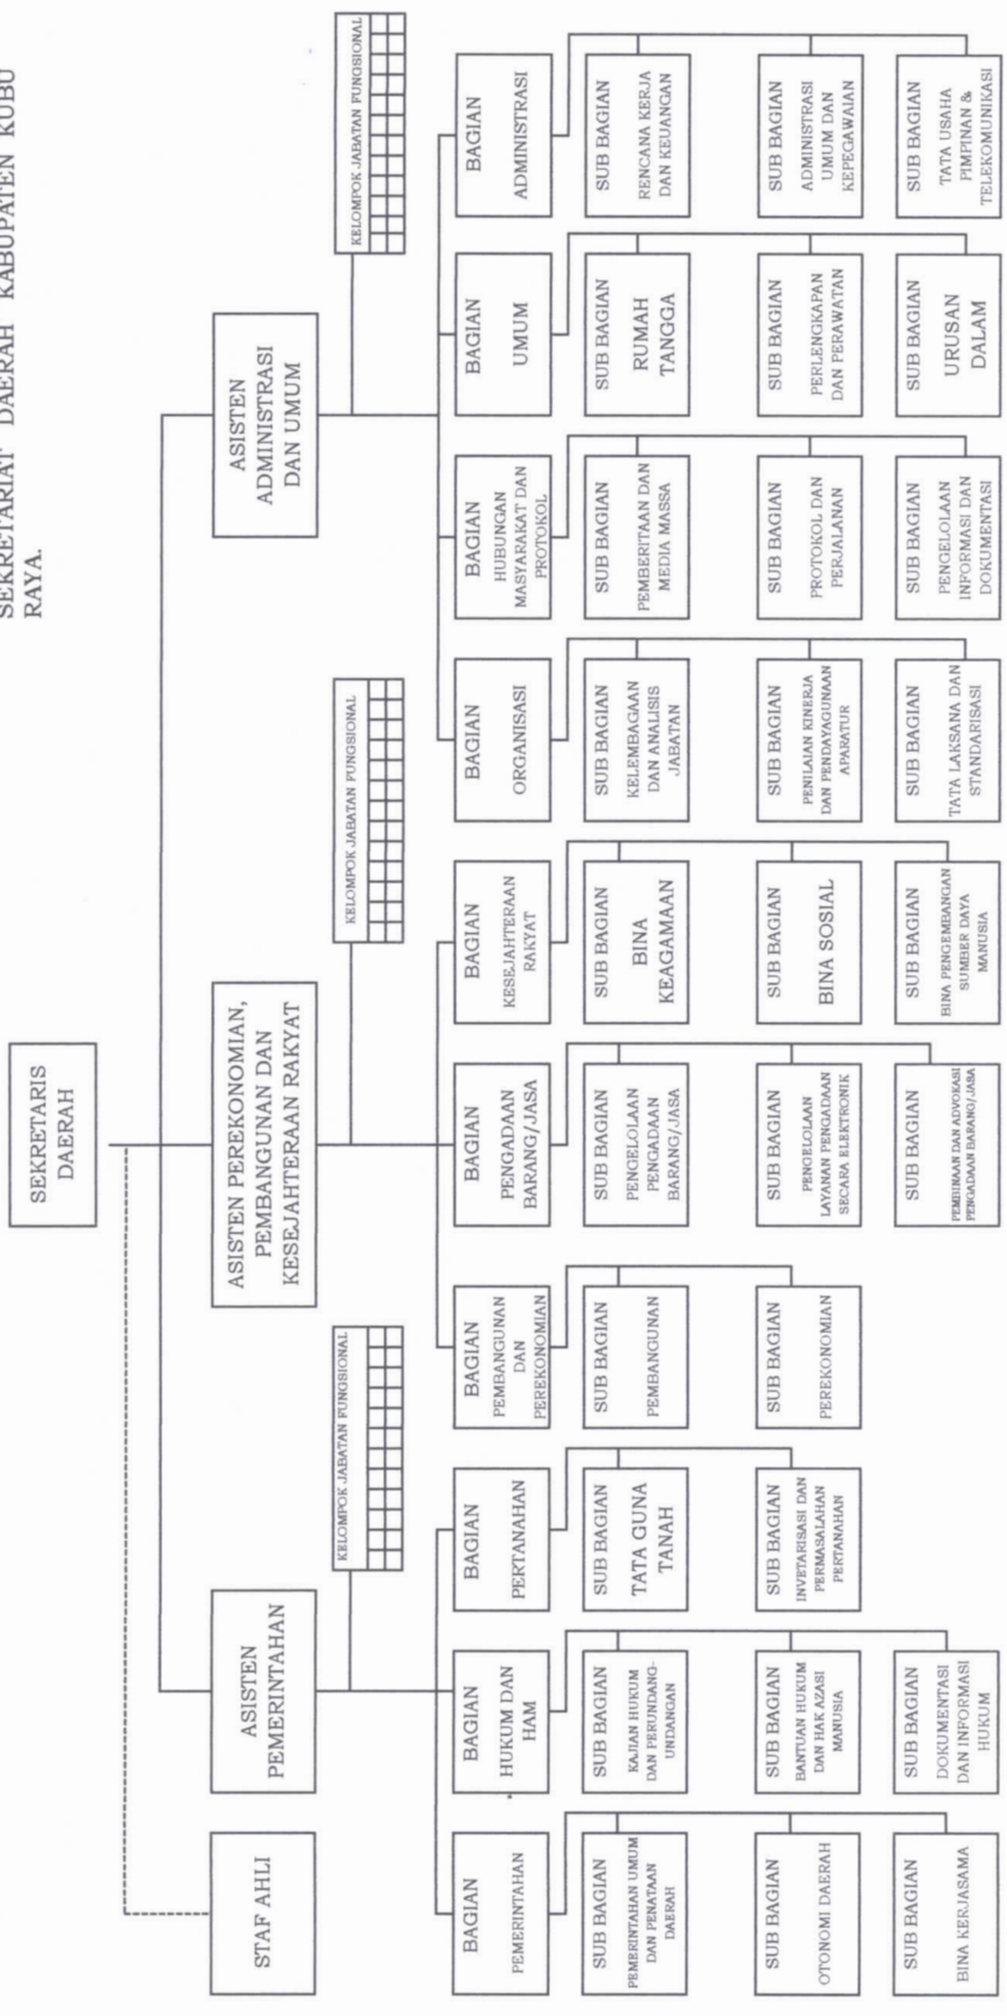 SEKRETARIAT DAERAH KABUPATEN KUBU
RAYA.
SEKRETARIS
DAERAH
STAF AHLI
ASISTEN
PEMERINTAHAN
ASISTEN PEREKONOMIAN,
PEMBANGUNAN DAN
KESEJAHTERAAN RAKYAT
ASISTEN
ADMINISTRASI
DAN UMUM
KELOMPOK JABATAN FUNGSIONAL
KELOMPOK JABATAN FUNGSIONAL
KELOMPOK JABATAN FUNGSIONAL
BAGIAN
PEMERINTAHAN
SUB BAGIAN
PEMERINTAHAN UMUM
DAN PENATAAN
DAERAH
SUB BAGIAN
OTONOMI DAERAH
SUB BAGIAN
BINA KERJASAMA
BAGIAN
HUKUM DAN
HAM
SUB BAGIAN
KAJIAN HUKUM
DAN PERUNDANG-
UNDANGAN
SUB BAGIAN
BANTUAN HUKUM
DAN HAK AZASI
MANUSIA
SUB BAGIAN
DOKUMENTASI
DAN INFORMASI
HUKUM
BAGIAN
PERTANAHAN
SUB BAGIAN
TATA GUNA
TANAH
SUB BAGIAN
INVETARISASI DAN
PERMASALAHAN
PERTANAHAN
BAGIAN
PEMBANGUNAN
DAN
PEREKONOMIAN
SUB BAGIAN
PEMBANGUNAN
SUB BAGIAN
PEREKONOMIAN
BAGIAN
PENGADAAN
BARANG/JASA
SUB BAGIAN
PENGELOLAAN
PENGADAAN
BARANG/JASA
SUB BAGIAN
PENGELOLAAN
LAYANAN PENGADAAN
SECARA ELEKTRONIK
SUB BAGIAN
PEMBINAAN DAN ADVOKASI
PENGADAAN BARANG/JASA
BAGIAN
KESEJAHTERAAN
RAKYAT
SUB BAGIAN
BINA
KEAGAMAAN
SUB BAGIAN
BINA SOSIAL
SUB BAGIAN
BINA PENGEMBANGAN
SUMBER DAYA
MANUSIA
BAGIAN
ORGANISASI
SUB BAGIAN
KELEMBAGAAN
DAN ANALISIS
JABATAN
SUB BAGIAN
PENILAIAN KINERJA
DAN PENDAYAGUNAAN
APARATUR
SUB BAGIAN
TATA LAKSANA DAN
STANDARISASI
BAGIAN
HUBUNGAN
MASYARAKAT DAN
PROTOKOL
SUB BAGIAN
PEMBERITAAN DAN
MEDIA MASSA
SUB BAGIAN
PROTOKOL DAN
PERJALANAN
SUB BAGIAN
PENGELOLAAN
INFORMASI DAN
DOKUMENTASI
BAGIAN
UMUM
SUB BAGIAN
RUMAH
TANGGA
SUB BAGIAN
PERLENGKAPAN
DAN PERAWATAN
SUB BAGIAN
URUSAN
DALAM
BAGIAN
ADMINISTRASI
SUB BAGIAN
RENCANA KERJA
DAN KEUANGAN
SUB BAGIAN
ADMINISTRASI
UMUM DAN
KEPEGAWAIAN
SUB BAGIAN
TATA USAHA
PIMPINAN &
TELEKOMUNIKASI